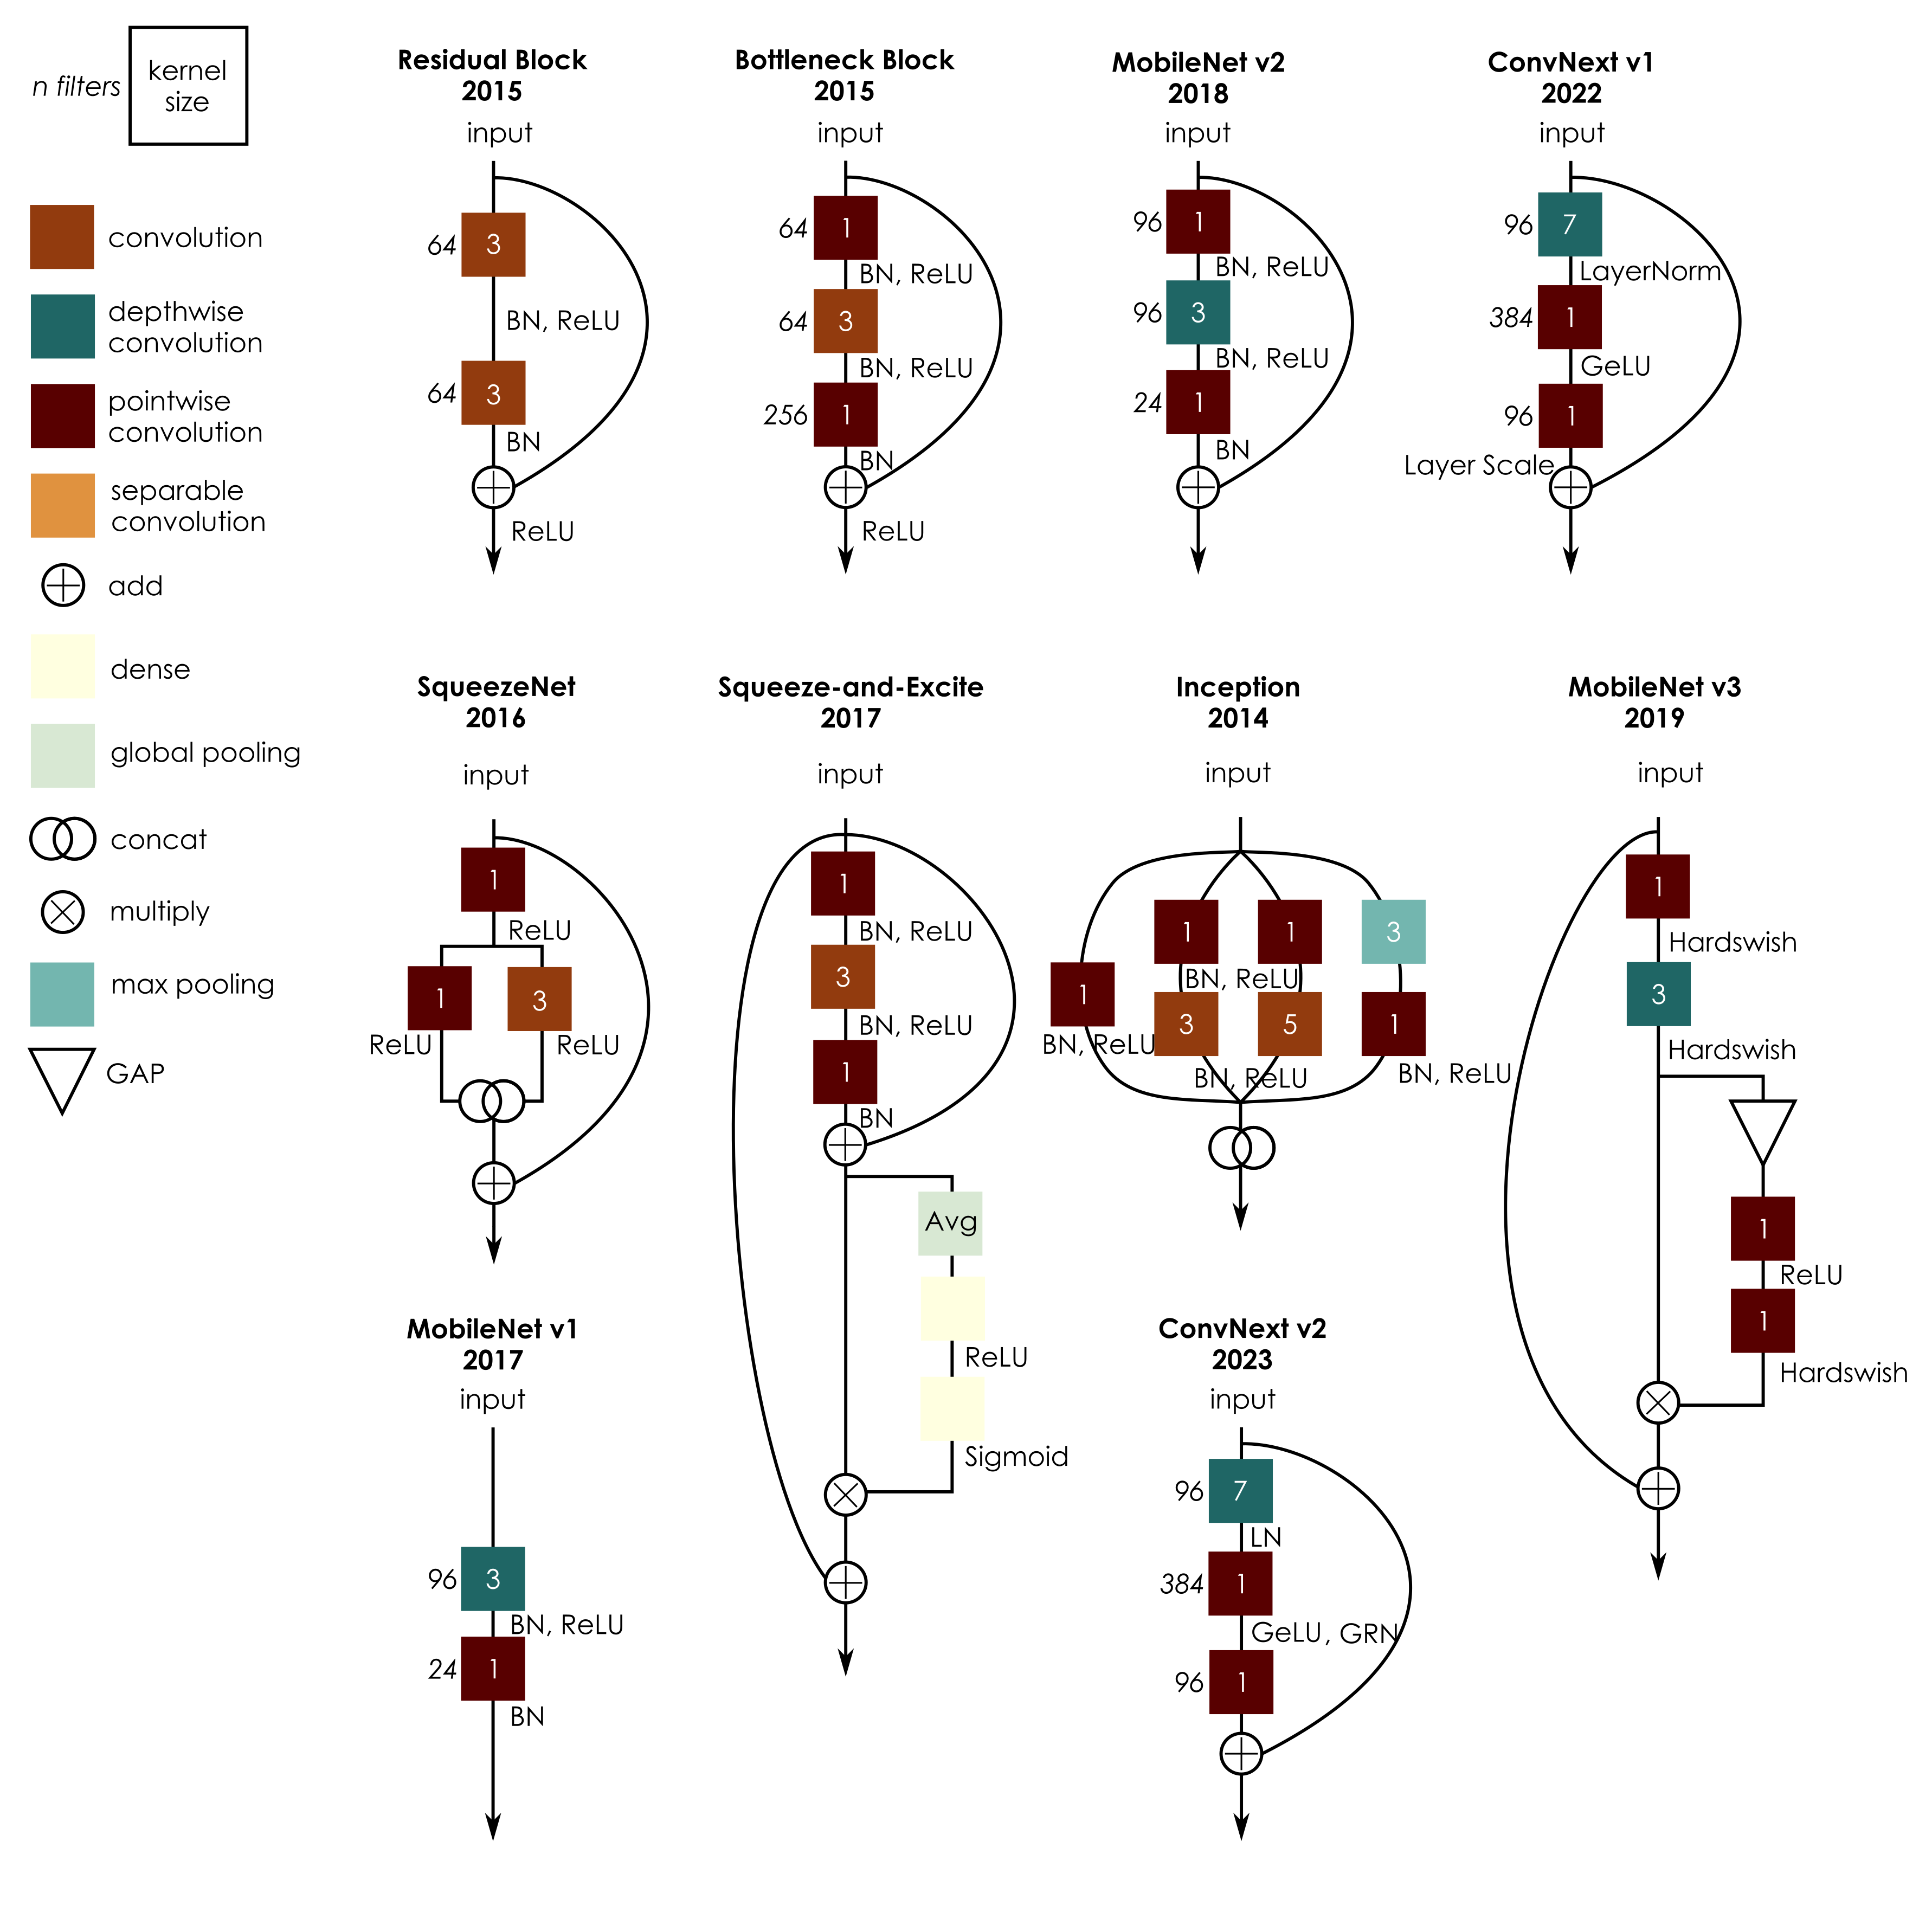 n filters
kernel
size
convolution
depthwise
convolution
pointwise
convolution
separable
convolution
add
dense
global pooling
concat
multiply
max pooling
GAP
Residual Block
2015
input
64
3
BN, ReLU
64
3
BN
ReLU
Bottleneck Block
2015
input
64
1
BN, ReLU
64
3
BN, ReLU
256
1
BN
ReLU
MobileNet v2
2018
input
96
1
BN, ReLU
96
3
BN, ReLU
24
1
BN
ConvNext v1
2022
input
96
7
LayerNorm
384
1
GeLU
96
1
Layer Scale
SqueezeNet
2016
input
1
ReLU
1
3
ReLU
ReLU
Squeeze-and-Excite
2017
input
1
BN, ReLU
3
BN, ReLU
1
BN
Avg
ReLU
Sigmoid
Inception
2014
input
1
1
3
BN, ReLU
1
3
5
1
BN, ReLU
BN, ReLU
BN, ReLU
MobileNet v3
2019
input
1
Hardswish
3
Hardswish
1
ReLU
1
Hardswish
MobileNet v1
2017
input
96
3
BN, ReLU
24
1
BN
ConvNext v2
2023
input
96
7
LN
384
1
GeLU, GRN
96
1